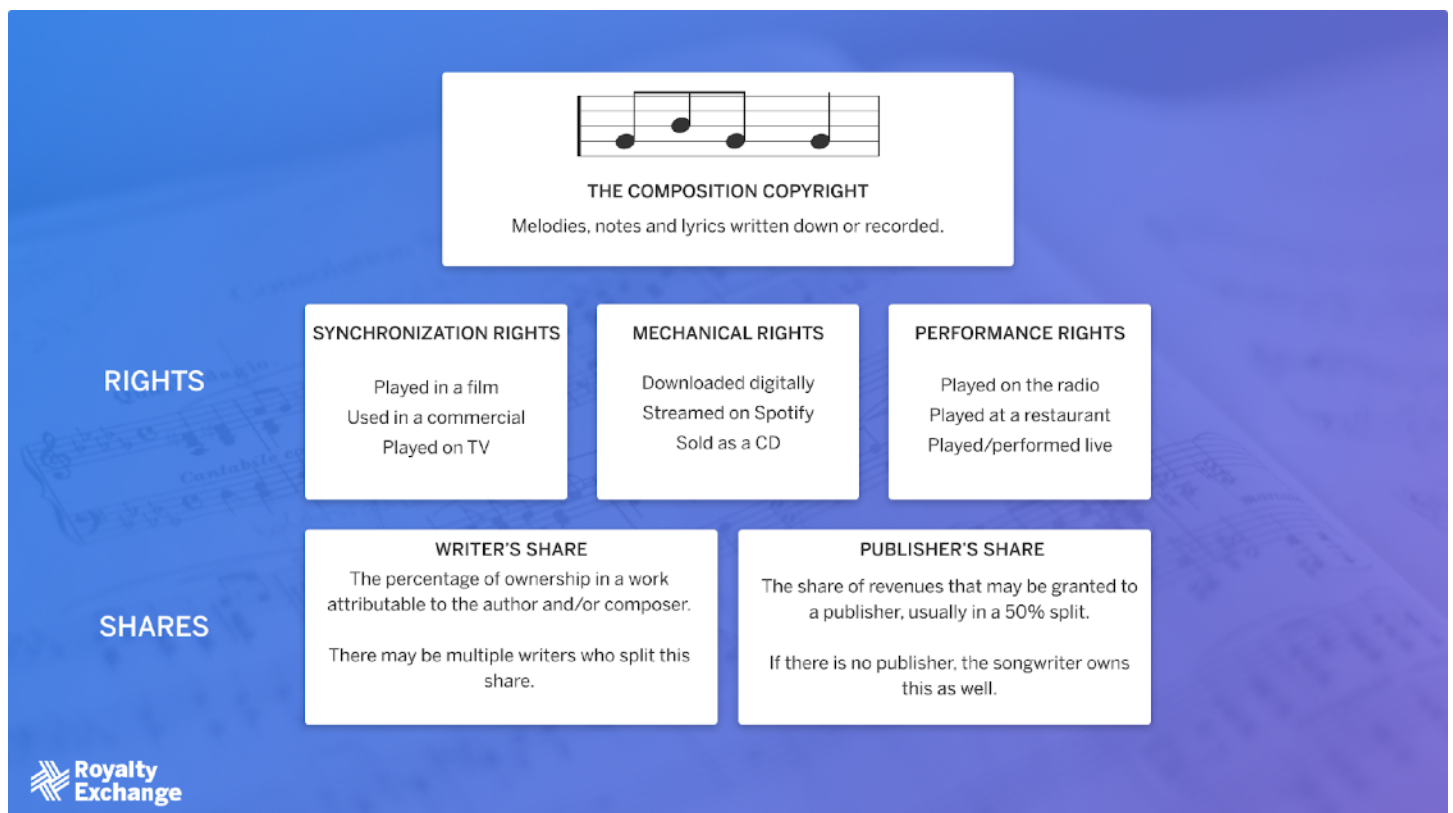 THE COMPOSITION COPYRIGHT
Melodies, notes and lyrics written down or recorded.
RIGHTS
SYNCHRONIZATION RIGHTS
Played in a film
Used in a commercial
Played on TV
MECHANICAL RIGHTS
Downloaded digitally
Streamed on Spotify
Sold as a CD
PERFORMANCE RIGHTS
Played on the radio
Played at a restaurant
Played/performed live
SHARES
WRITER'S SHARE
The percentage of ownership in a work
attributable to the author and/or composer.
There may be multiple writers who split this
share.
PUBLISHER'S SHARE
The share of revenues that may be granted to
a publisher, usually in a 50% split.
If there is no publisher, the songwriter owns
this as well.
Royalty
Exchange